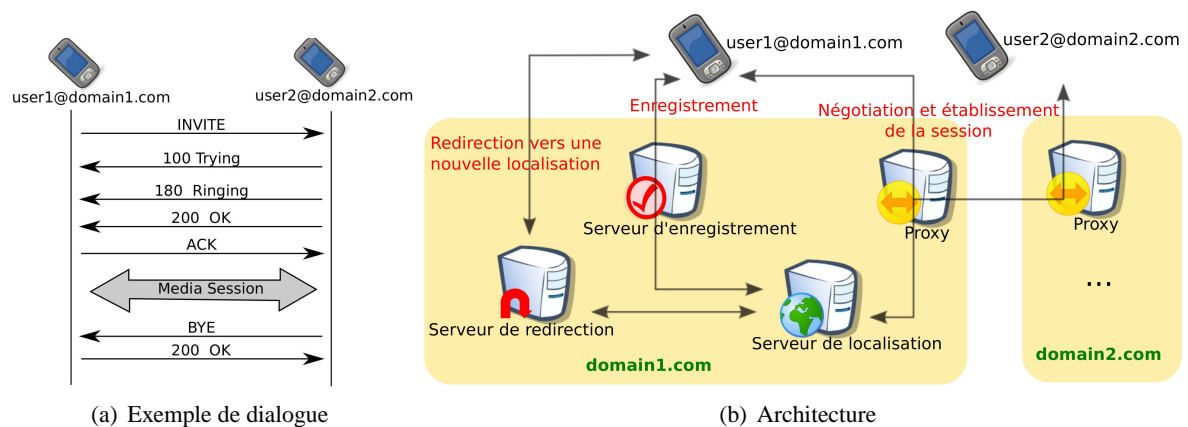 user1@domain1.com
user2@domain2.com
INVITE
100 Trying
180 Ringing
200 OK
ACK
Media Session
BYE
200 OK
(a) Exemple de dialogue
user1@domain1.com
user2@domain2.com
Enregistrement
Négotiation et établissement
de la session
Redirection vers une
nouvelle localisation
Serveur d'enregistrement
Proxy
Proxy
...
Serveur de redirection
Serveur de localisation
domain1.com
domain2.com
(b) Architecture